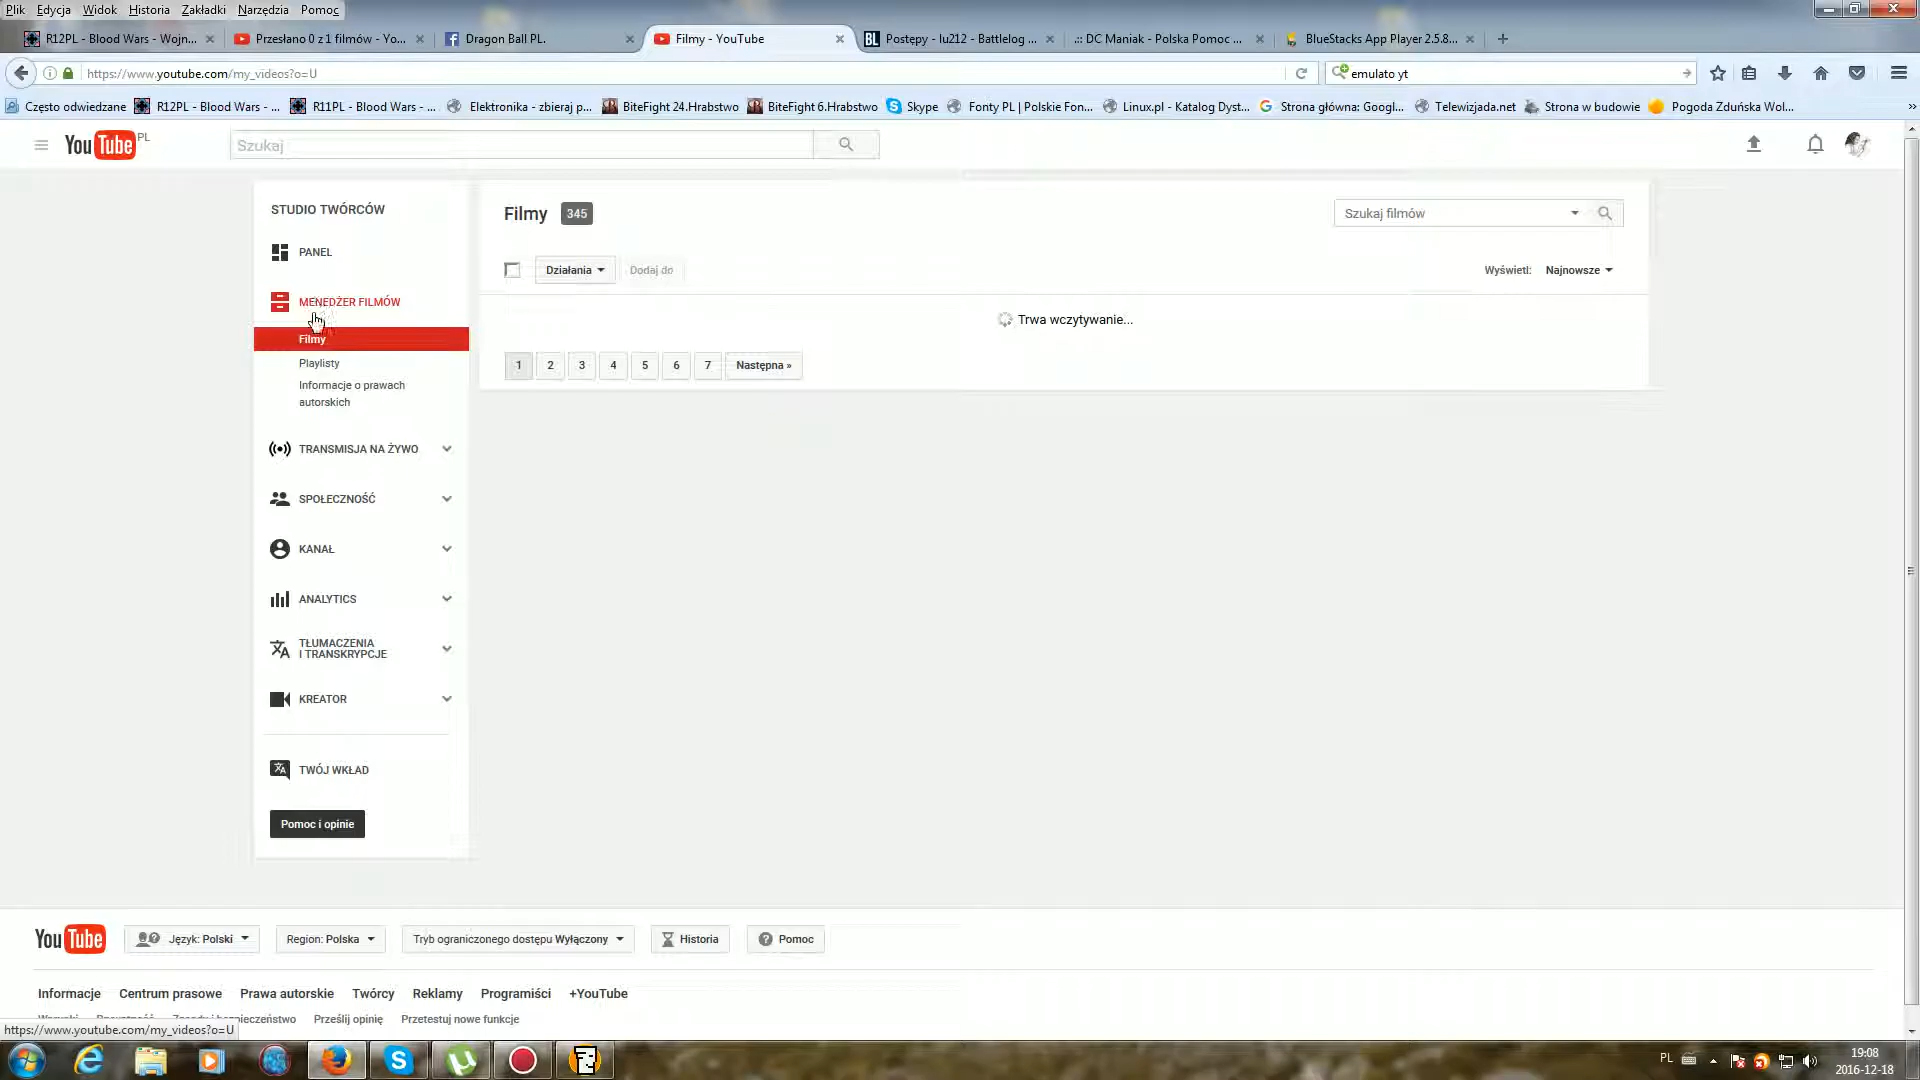 Plik Edycja Widok Historia Zakładki Narzędzia Pomoc
R12PL - Blood Wars - Wojn... Przesłano 0 z 1 filmów - Yo... Dragon Ball PL. Filmy - YouTube Postępy - lu212 - Battlelog ... .:: DC Maniak - Polska Pomoc ... BlueStacks App Player 2.5.8...
https://www.youtube.com/my_videos?o=U emulato yt
Często odwiedzane R12PL - Blood Wars - ... R11PL - Blood Wars - ... Elektronika - zbieraj p... BiteFight 24.Hrabstwo BiteFight 6.Hrabstwo Skype Fonty PL | Polskie Fon... Linux.pl - Katalog Dyst... Strona główna: Googl... Telewizjada.net Strona w budowie Pogoda Zduńska Wol... »
YouTube PL Szukaj
STUDIO TWÓRCÓW
Filmy 345
Szukaj filmów
PANEL
Działania Dodaj do
Wyświetl: Najnowsze
MENEDŻER FILMÓW
Trwa wczytywanie...
Filmy
Playlisty
1 2 3 4 5 6 7 Następna »
Informacje o prawach
autorskich
TRANSMISJA NA ŻYWO
SPOŁECZNOŚĆ
KANAŁ
ANALYTICS
TŁUMACZENIA
I TRANSKRYPCJE
KREATOR
TWÓJ WKŁAD
Pomoc i opinie
YouTube Język: Polski Region: Polska Tryb ograniczonego dostępu Wyłączony Historia Pomoc
Informacje Centrum prasowe Prawa autorskie Twórcy Reklamy Programiści +YouTube
Prześlij opinię Przetestuj nowe funkcje
https://www.youtube.com/my_videos?o=U
PL
19:08
2016-12-18